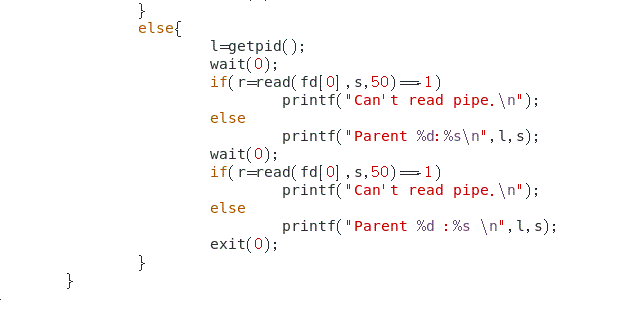 }
else{
l=getpid();
wait(0);
if(r=read(fd[0],s,50)==-1)
printf("Can't read pipe.\n");
else
printf("Parent %d:%s\n",l,s);
wait(0);
if(r=read(fd[0],s,50)==-1)
printf("Can't read pipe.\n");
else
printf("Parent %d :%s \n",l,s);
exit(0);
}
}